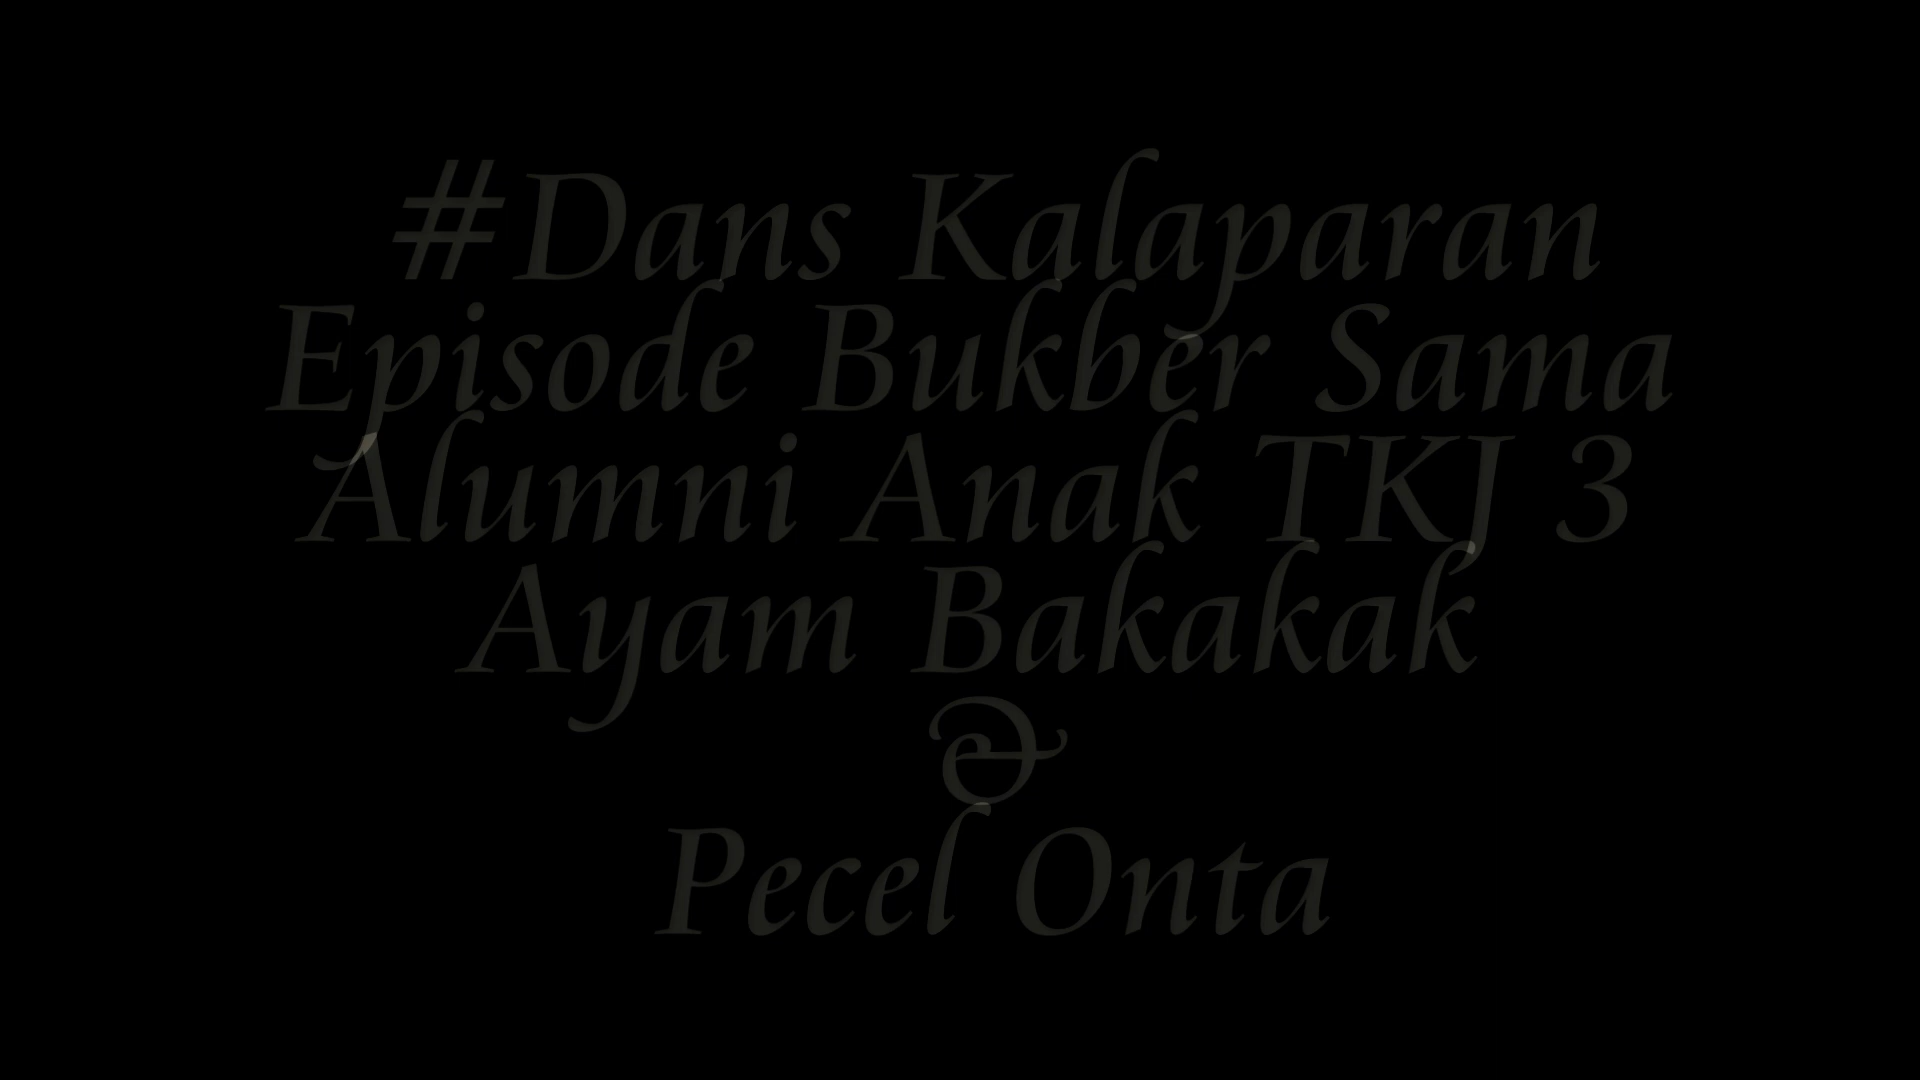 #Dans Kalaparan
Episode Bukber Sama
Alumni Anak TKJ 3
Ayam Bakakak
&
Pecel Onta